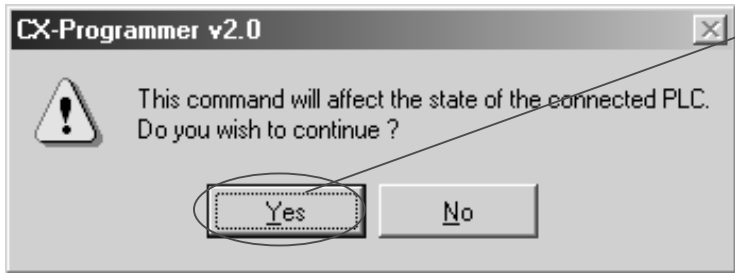 CX-Programmer v2.0
This command will affect the state of the connected PLC.
Do you wish to continue ?
Yes
No